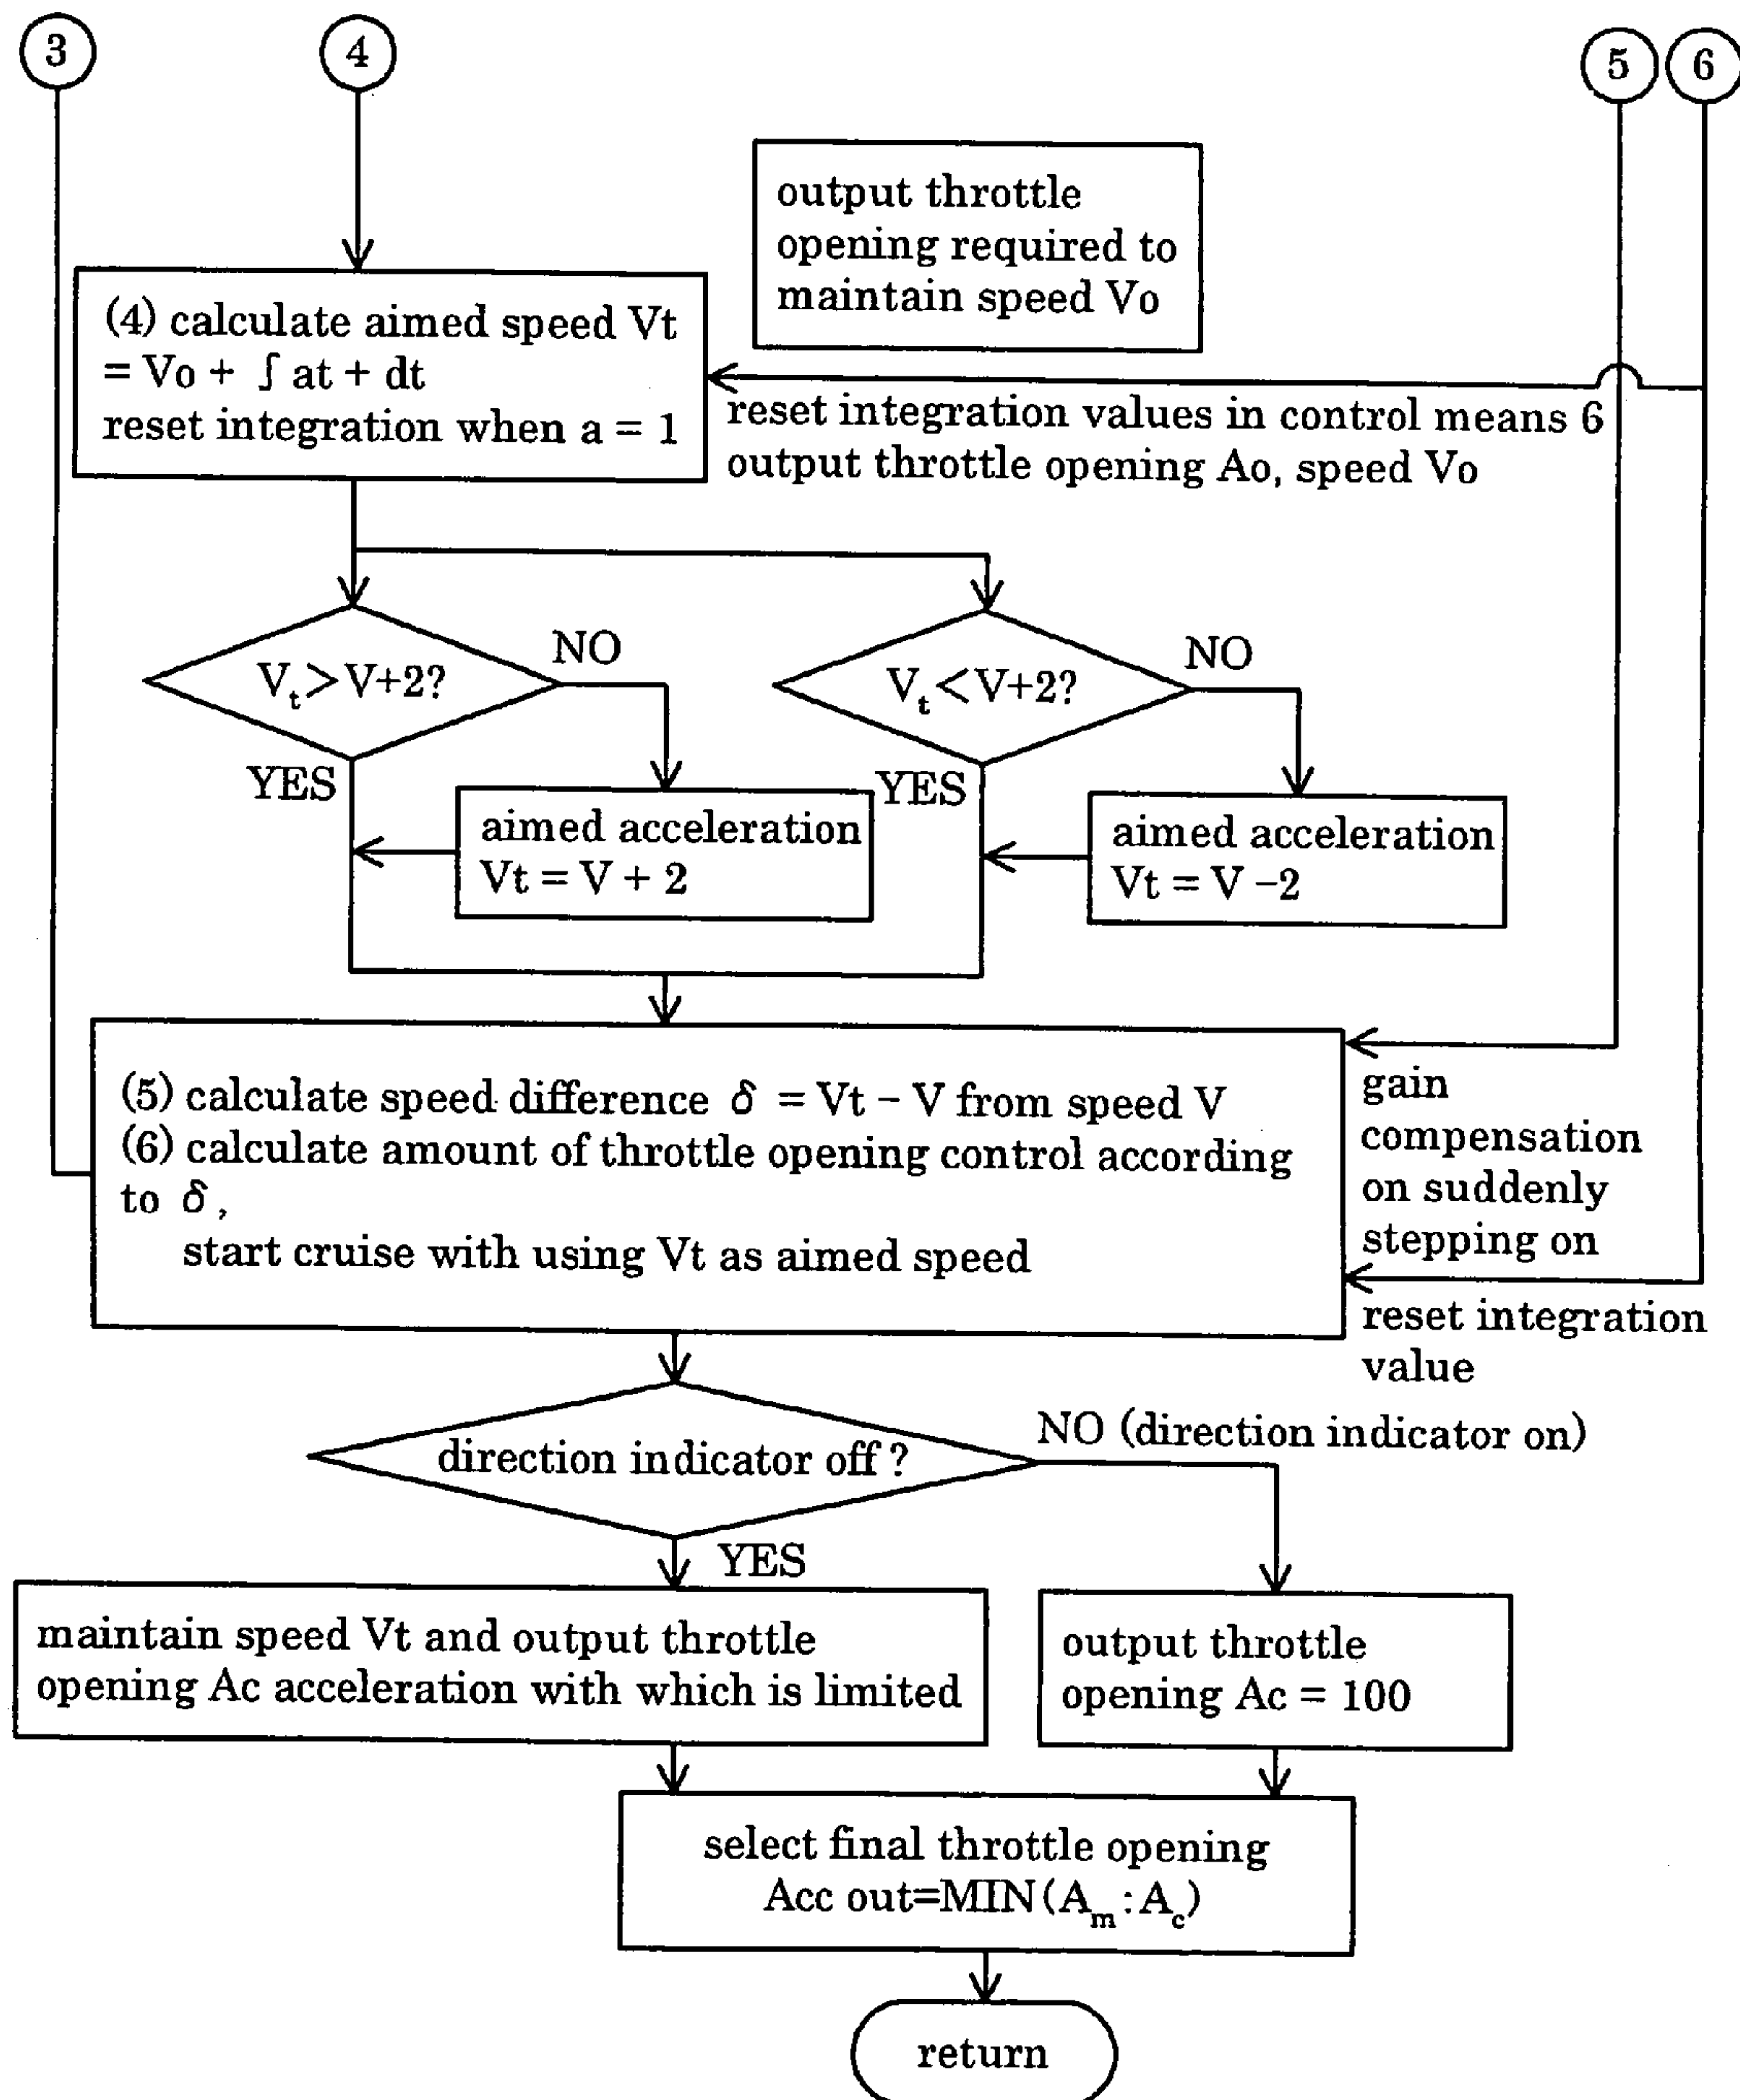 3
4
5
6
output throttle
opening required to
maintain speed Vo
(4) calculate aimed speed Vt
= Vo + ∫ at + dt
reset integration when a = 1
reset integration values in control means 6
output throttle opening Ao, speed Vo
Vt>V+2?
NO
YES
aimed acceleration
Vt = V + 2
Vt<V+2?
NO
YES
aimed acceleration
Vt = V −2
(5) calculate speed difference δ = Vt − V from speed V
(6) calculate amount of throttle opening control according
to δ,
start cruise with using Vt as aimed speed
gain
compensation
on suddenly
stepping on
reset integration
value
direction indicator off ?
NO (direction indicator on)
YES
maintain speed Vt and output throttle
opening Ac acceleration with which is limited
output throttle
opening Ac = 100
select final throttle opening
Acc out=MIN(Am:Ac)
return